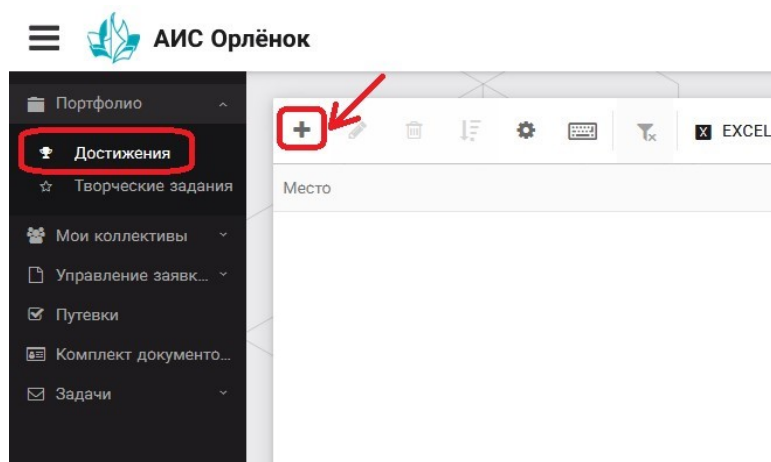 АИС Орлёнок
Портфолио
Достижения
Творческие задания
Мои коллективы
Управление заявк...
Путевки
Комплект документо...
Задачи
X EXCEL
Место